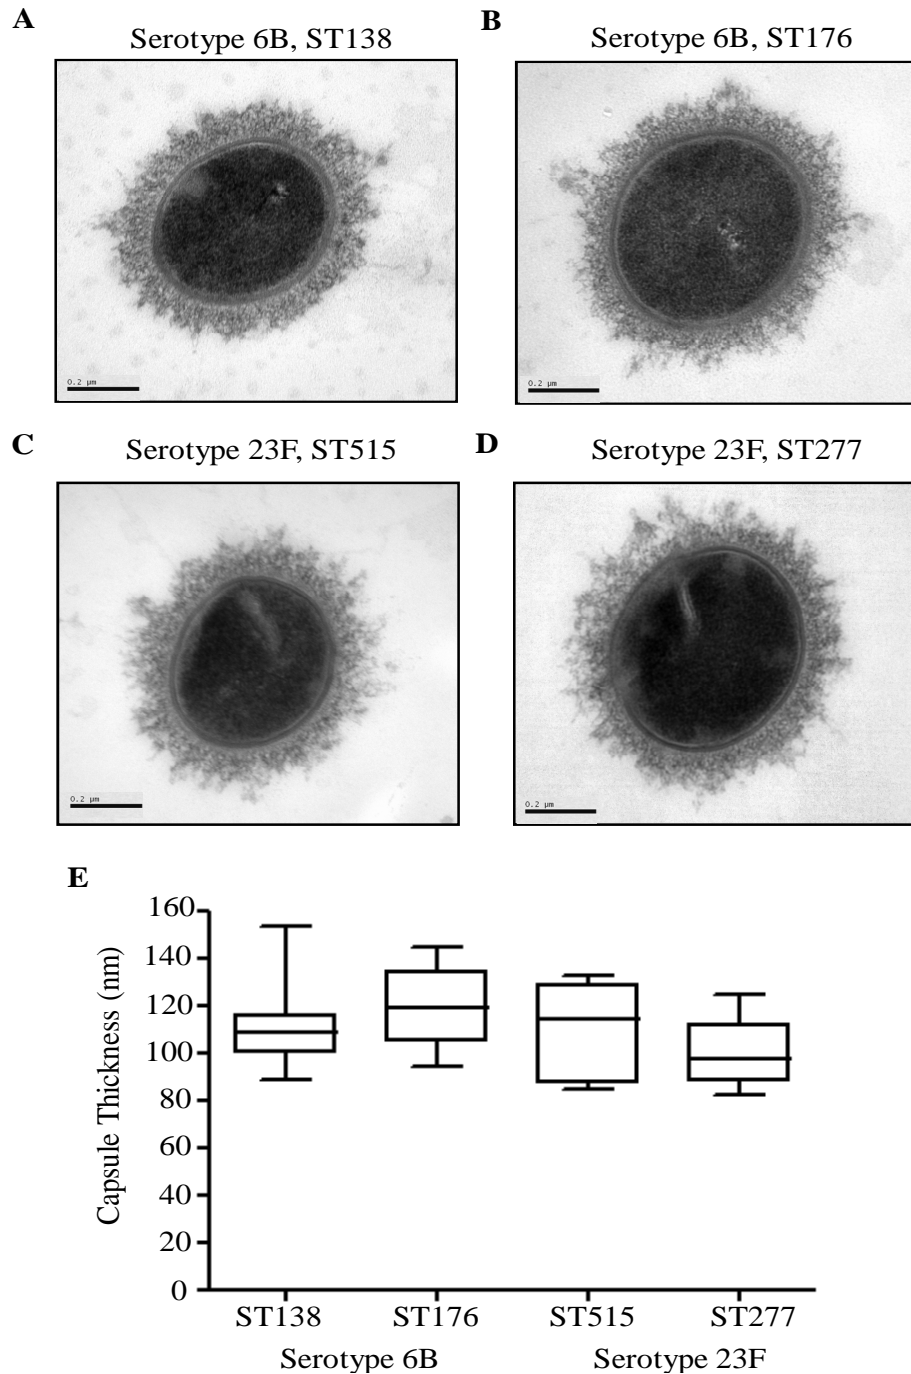 A
Serotype 6B, ST138
B
Serotype 6B, ST176
0.2 µm
0.2 µm
C
Serotype 23F, ST515
D
Serotype 23F, ST277
0.2 µm
0.2 µm
E
Capsule Thickness (nm)
160
140
120
100
80
60
40
20
0
ST138 ST176 ST515 ST277
Serotype 6B Serotype 23F